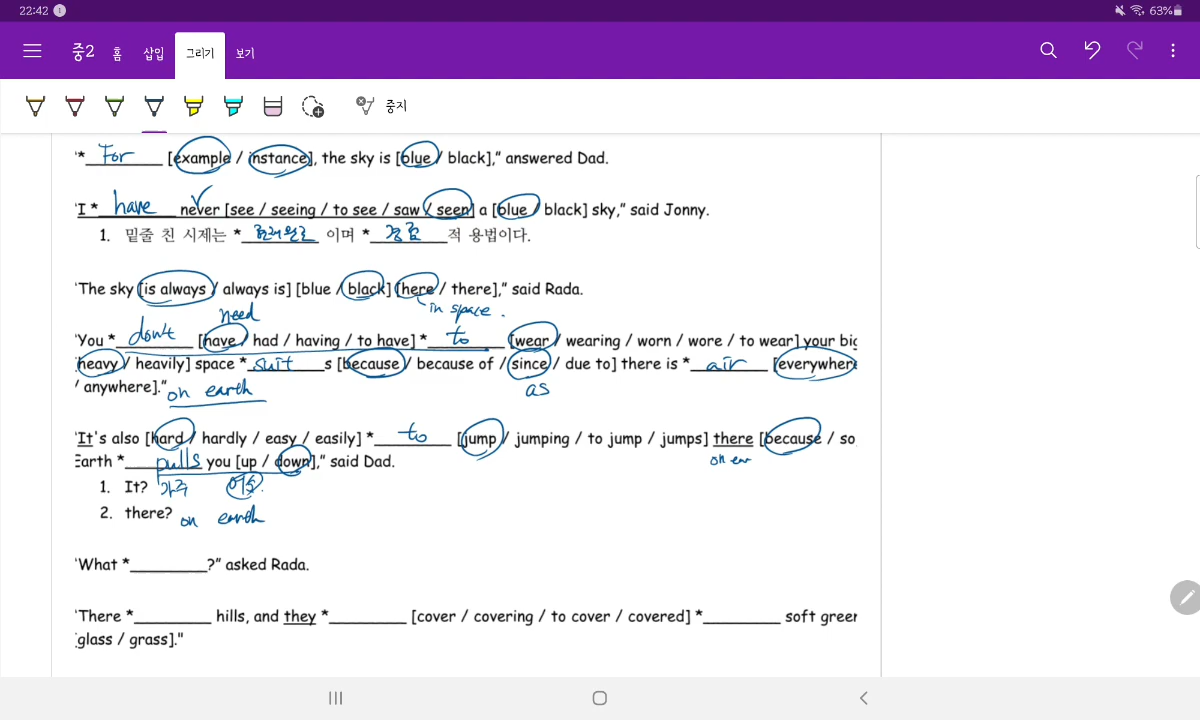 22:42
63%
중2 홈 삽입 그리기 보기
중지
"*For [example / instance], the sky is [blue / black]," answered Dad.
"I *have never [see / seeing / to see / saw / seen] a [blue / black] sky," said Jonny.
1. 밑줄 친 시제는 *현재완료 이며 *경험적 용법이다.
"The sky [is always / always is] [blue / black] [here / there]," said Rada.
need in space.
"You *don't [have / had / having / to have] *to [wear / wearing / worn / wore / to wear] your big
heavy / heavily] space *suits [because / because of / since / due to] there is *air [everywhere
/ anywhere]." on earth as
"It's also [hard / hardly / easy / easily] *to [jump / jumping / to jump / jumps] there [because / so
Earth *pulls you [up / down]," said Dad. on ear
1. It? 가주
2. there? on earth
"What *________?" asked Rada.
"There *________ hills, and they *________ [cover / covering / to cover / covered] *________ soft green
[glass / grass]."